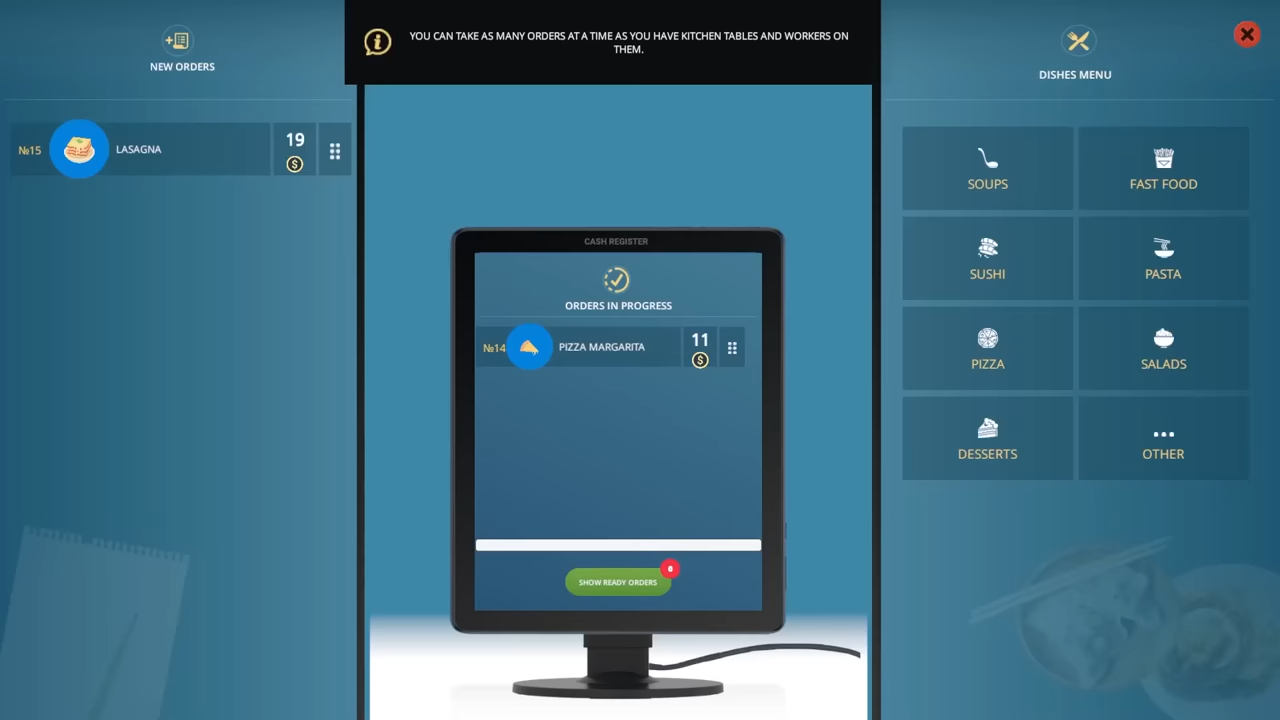 NEW ORDERS
№15
LASAGNA
19
$
YOU CAN TAKE AS MANY ORDERS AT A TIME AS YOU HAVE KITCHEN TABLES AND WORKERS ON
THEM.
CASH REGISTER
ORDERS IN PROGRESS
№14
PIZZA MARGARITA
11
$
SHOW READY ORDERS
0
DISHES MENU
SOUPS
FAST FOOD
SUSHI
PASTA
PIZZA
SALADS
DESSERTS
OTHER